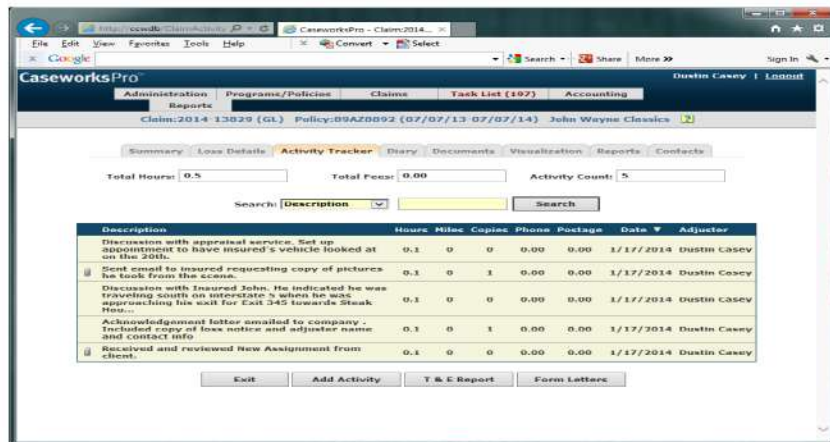 http://ccwdb/ClaimActivity
CaseworksPro - Claim:2014...
File Edit View Favorites Tools Help
x Convert Select
x Google Search Share More >> Sign In
CaseworksPro™ Dustin Casey | Logout
Administration Programs/Policies Claims Task List (197) Accounting
Reports
Claim:2014-13829 (GL) Policy:09AZ0892 (07/07/13-07/07/14) John Wayne Classics ?
Summary Loss Details Activity Tracker Diary Documents Visualization Reports Contacts
Total Hours: 0.5 Total Fees: 0.00 Activity Count: 5
Search: Description Search
Description Hours Miles Copies Phone Postage Date ▼ Adjuster
Discussion with appraisal service. Set up
appointment to have insured's vehicle looked at 0.1 0 0 0.00 0.00 1/17/2014 Dustin Casey
on the 20th.
Sent email to insured requesting copy of pictures
he took from the scene. 0.1 0 1 0.00 0.00 1/17/2014 Dustin Casey
Discussion with Insured John. He indicated he was
traveling south on interstate 5 when he was
approaching his exit for Exit 345 towards Steak 0.1 0 0 0.00 0.00 1/17/2014 Dustin Casey
Hou...
Acknowledgement letter emailed to company .
Included copy of loss notice and adjuster name 0.1 0 1 0.00 0.00 1/17/2014 Dustin Casey
and contact info
Received and reviewed New Assignment from
client. 0.1 0 0 0.00 0.00 1/17/2014 Dustin Casey
Exit Add Activity T & E Report Form Letters